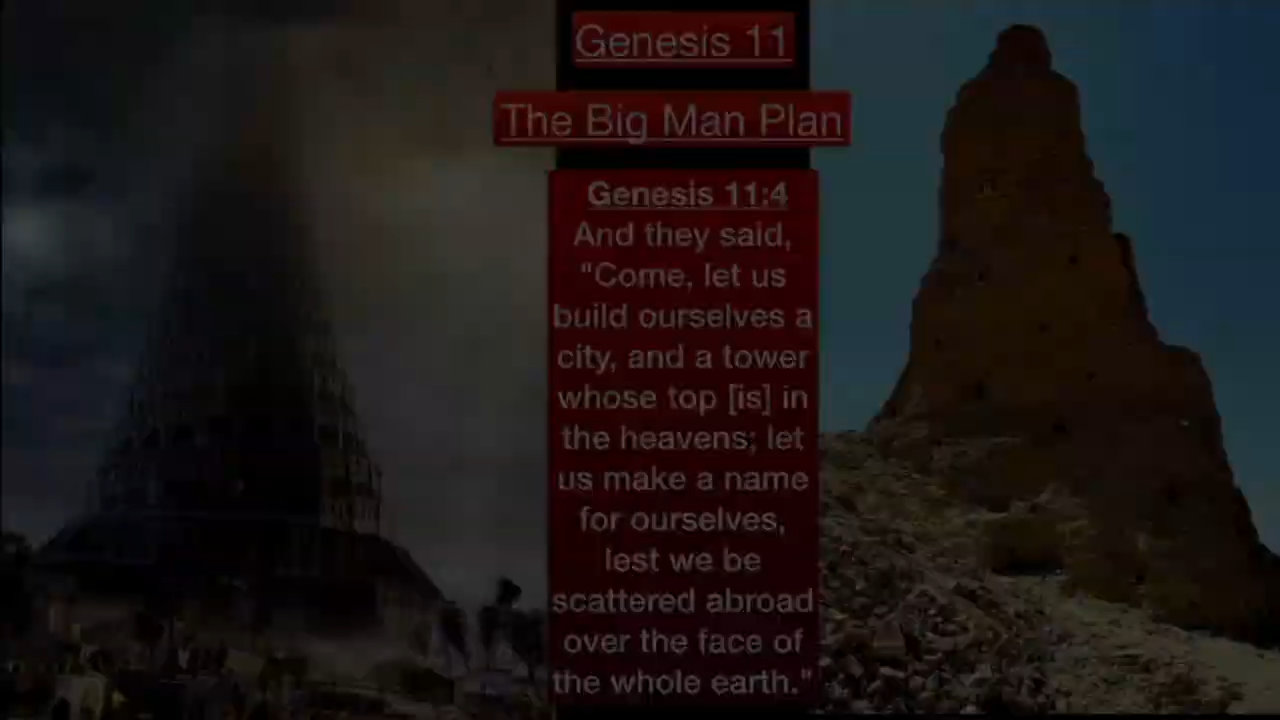 Genesis 11
The Big Man Plan
Genesis 11:4
And they said,
"Come, let us
build ourselves a
city, and a tower
whose top [is] in
the heavens; let
us make a name
for ourselves,
lest we be
scattered abroad
over the face of
the whole earth."